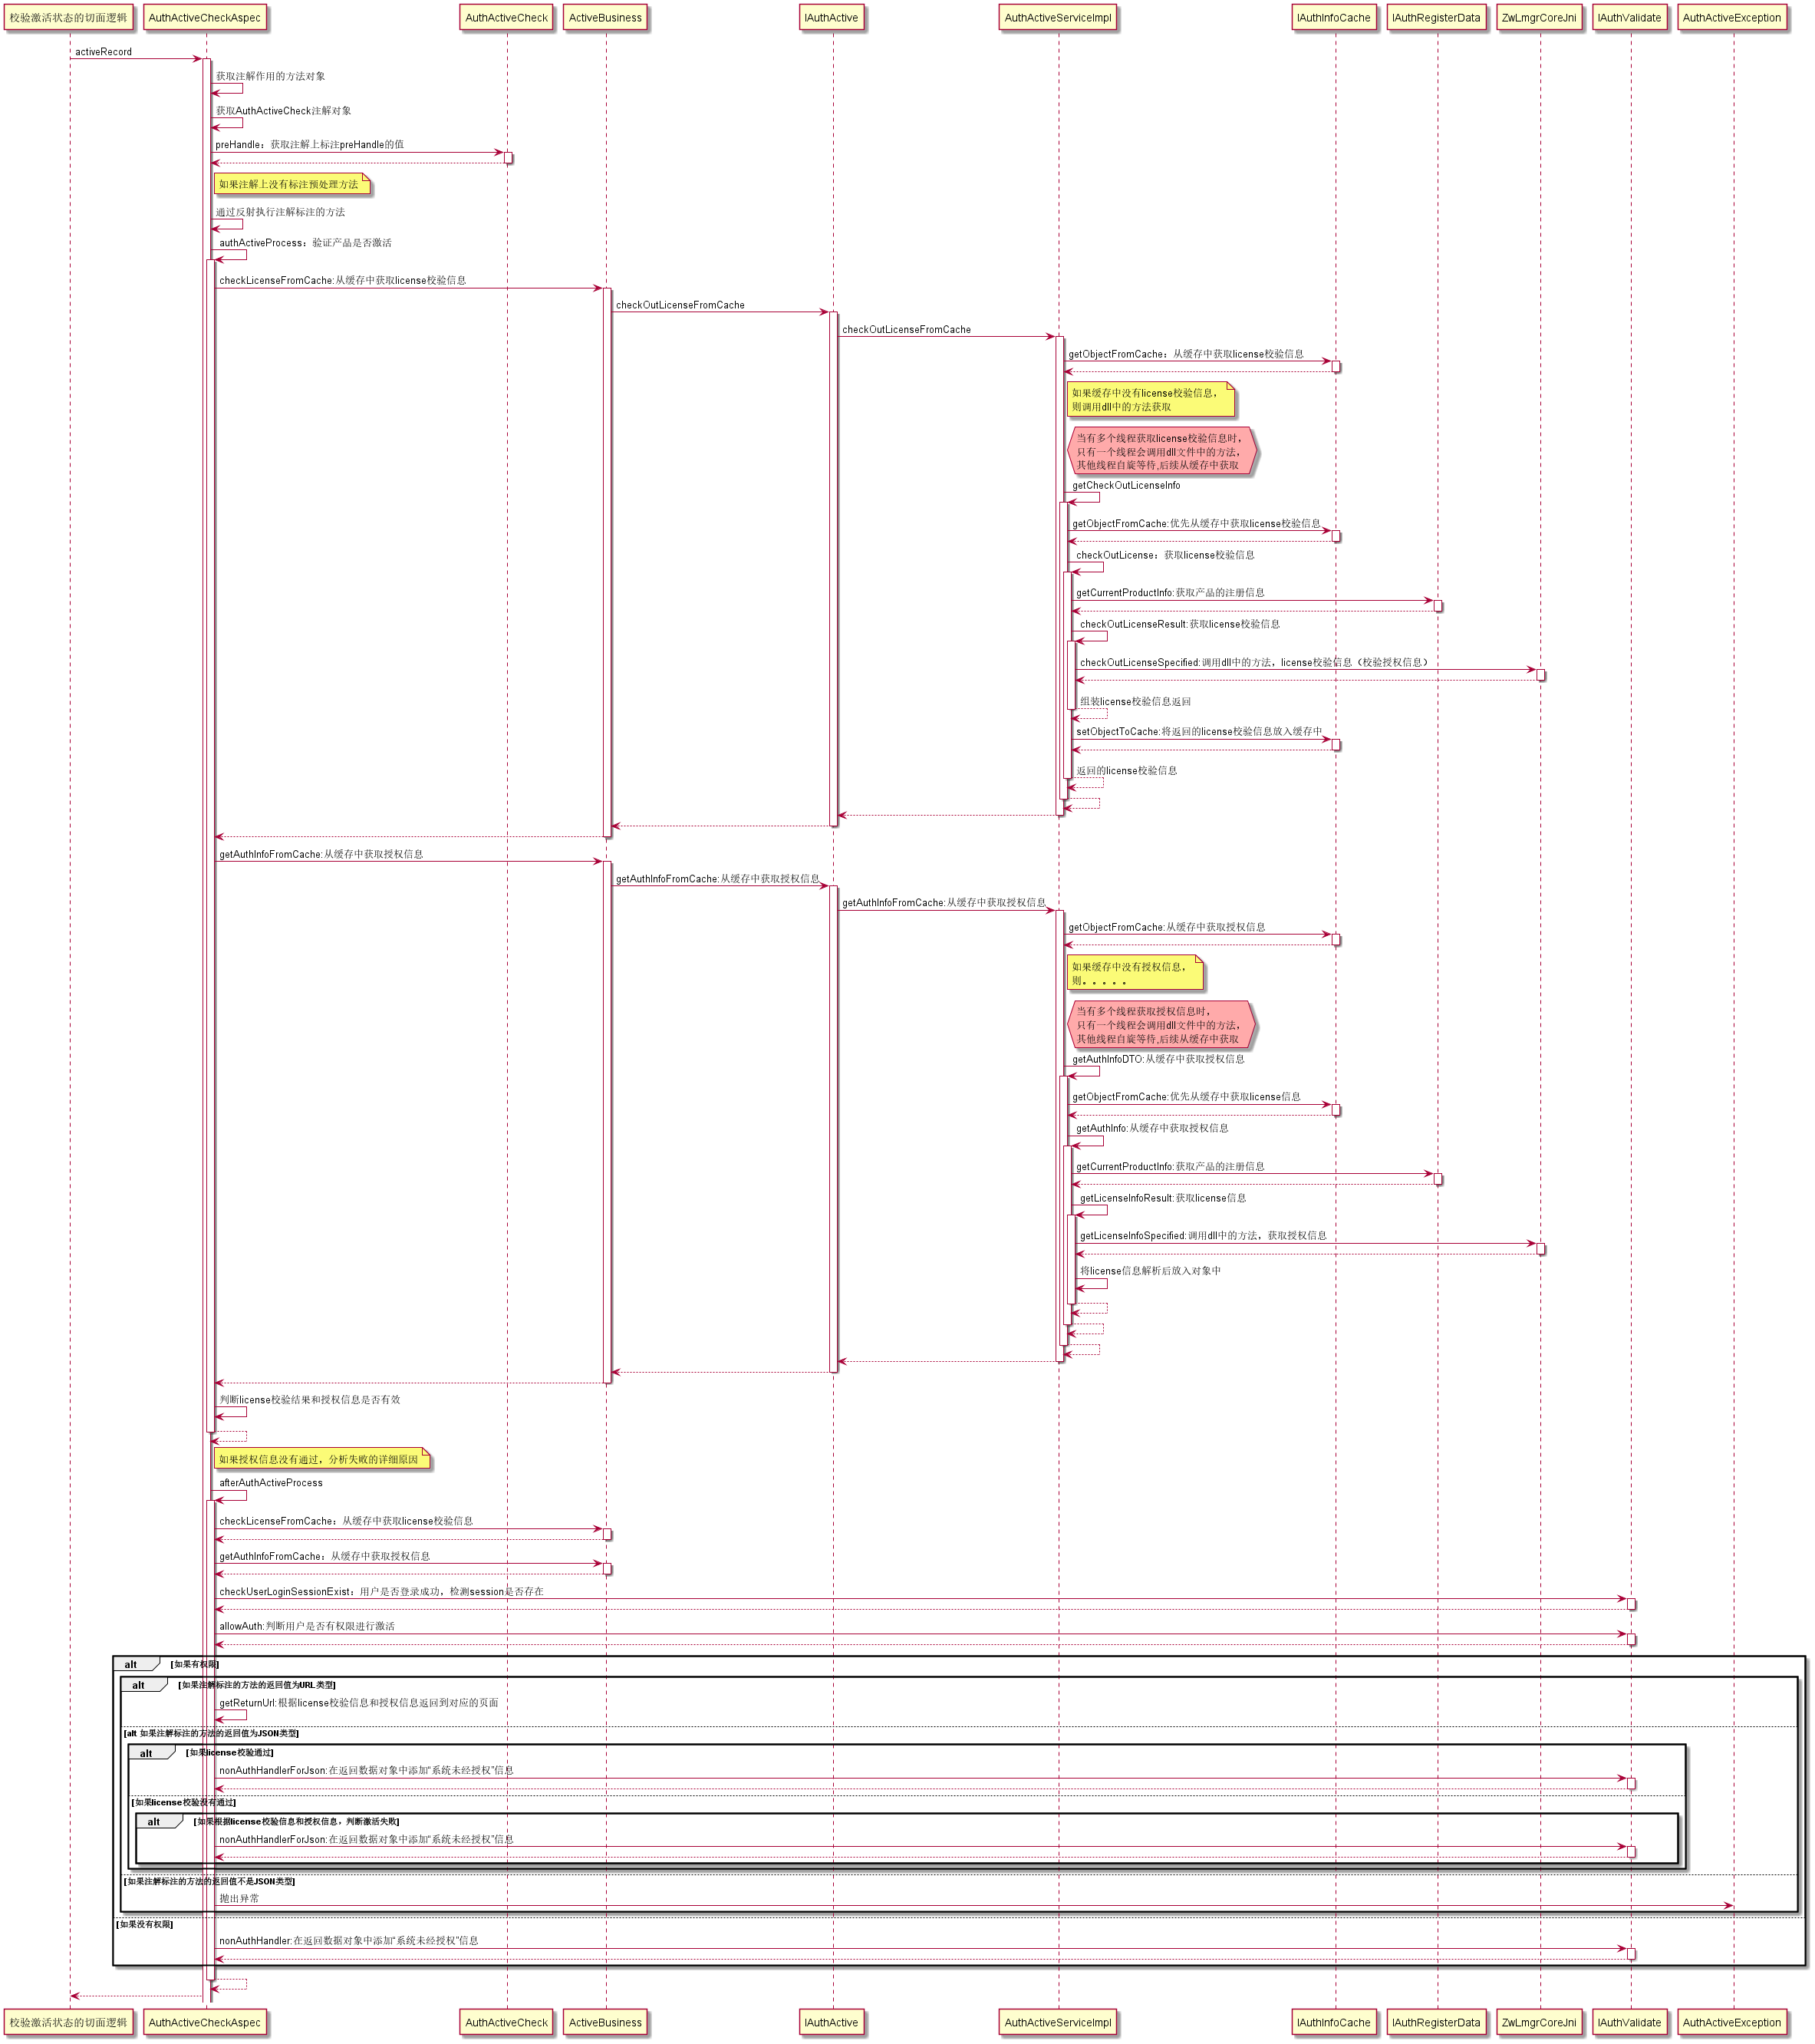 校验激活状态的切面逻辑 AuthActiveCheckAspec AuthActiveCheck ActiveBusiness IAuthActive AuthActiveServiceImpl IAuthInfoCache IAuthRegisterData ZwLmgrCoreJni IAuthValidate AuthActiveException
activeRecord
获取注解作用的方法对象
获取AuthActiveCheck注解对象
preHandle：获取注解上标注preHandle的值
如果注解上没有标注预处理方法
通过反射执行注解标注的方法
authActiveProcess：验证产品是否激活
checkLicenseFromCache:从缓存中获取license校验信息
checkOutLicenseFromCache
checkOutLicenseFromCache
getObjectFromCache：从缓存中获取license校验信息
如果缓存中没有license校验信息，
则调用dll中的方法获取
当有多个线程获取license校验信息时，
只有一个线程会调用dll文件中的方法，
其他线程自旋等待,后续从缓存中获取
getCheckOutLicenseInfo
getObjectFromCache:优先从缓存中获取license校验信息
checkOutLicense：获取license校验信息
getCurrentProductInfo:获取产品的注册信息
checkOutLicenseResult:获取license校验信息
checkOutLicenseSpecified:调用dll中的方法，license校验信息（校验授权信息）
组装license校验信息返回
setObjectToCache:将返回的license校验信息放入缓存中
返回的license校验信息
getAuthInfoFromCache:从缓存中获取授权信息
getAuthInfoFromCache:从缓存中获取授权信息
getAuthInfoFromCache:从缓存中获取授权信息
getObjectFromCache:从缓存中获取授权信息
如果缓存中没有授权信息，
则。。。。。
当有多个线程获取授权信息时，
只有一个线程会调用dll文件中的方法，
其他线程自旋等待,后续从缓存中获取
getAuthInfoDTO:从缓存中获取授权信息
getObjectFromCache:优先从缓存中获取license信息
getAuthInfo:从缓存中获取授权信息
getCurrentProductInfo:获取产品的注册信息
getLicenseInfoResult:获取license信息
getLicenseInfoSpecified:调用dll中的方法，获取授权信息
将license信息解析后放入对象中
判断license校验结果和授权信息是否有效
如果授权信息没有通过，分析失败的详细原因
afterAuthActiveProcess
checkLicenseFromCache：从缓存中获取license校验信息
getAuthInfoFromCache：从缓存中获取授权信息
checkUserLoginSessionExist：用户是否登录成功，检测session是否存在
allowAuth:判断用户是否有权限进行激活
alt [如果有权限]
alt [如果注解标注的方法的返回值为URL类型]
getReturnUrl:根据license校验信息和授权信息返回到对应的页面
[alt 如果注解标注的方法的返回值为JSON类型]
alt [如果license校验通过]
nonAuthHandlerForJson:在返回数据对象中添加“系统未经授权”信息
[如果license校验没有通过]
alt [如果根据license校验信息和授权信息，判断激活失败]
nonAuthHandlerForJson:在返回数据对象中添加“系统未经授权”信息
[如果注解标注的方法的返回值不是JSON类型]
抛出异常
[如果没有权限]
nonAuthHandler:在返回数据对象中添加“系统未经授权”信息
校验激活状态的切面逻辑 AuthActiveCheckAspec AuthActiveCheck ActiveBusiness IAuthActive AuthActiveServiceImpl IAuthInfoCache IAuthRegisterData ZwLmgrCoreJni IAuthValidate AuthActiveException